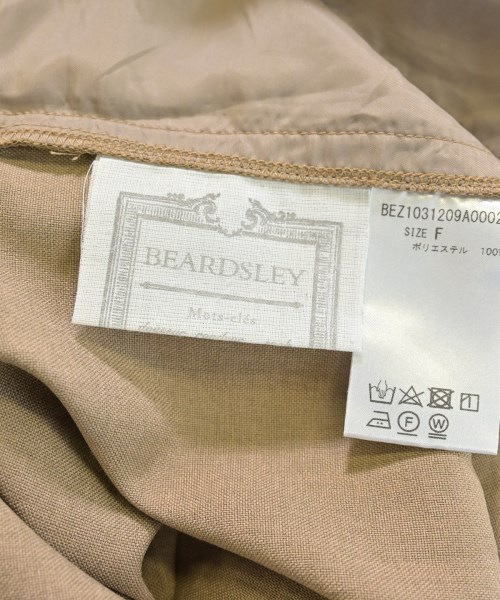 BEARDSLEY
Mots-clés
BEZ1031209A0002
SIZE F
ポリエステル 100%
F
W